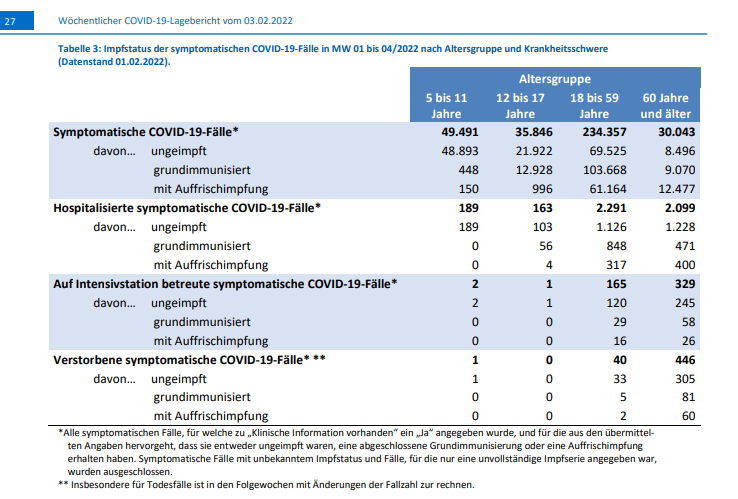 27 Wöchentlicher COVID-19-Lagebericht vom 03.02.2022
Tabelle 3: Impfstatus der symptomatischen COVID-19-Fälle in MW 01 bis 04/2022 nach Altersgruppe und Krankheitsschwere
(Datenstand 01.02.2022).
Altersgruppe
5 bis 11 12 bis 17 18 bis 59 60 Jahre
Jahre Jahre Jahre und älter
Symptomatische COVID-19-Fälle* 49.491 35.846 234.357 30.043
davon… ungeimpft 48.893 21.922 69.525 8.496
grundimmunisiert 448 12.928 103.668 9.070
mit Auffrischimpfung 150 996 61.164 12.477
Hospitalisierte symptomatische COVID-19-Fälle* 189 163 2.291 2.099
davon… ungeimpft 189 103 1.126 1.228
grundimmunisiert 0 56 848 471
mit Auffrischimpfung 0 4 317 400
Auf Intensivstation betreute symptomatische COVID-19-Fälle* 2 1 165 329
davon… ungeimpft 2 1 120 245
grundimmunisiert 0 0 29 58
mit Auffrischimpfung 0 0 16 26
Verstorbene symptomatische COVID-19-Fälle* ** 1 0 40 446
davon… ungeimpft 1 0 33 305
grundimmunisiert 0 0 5 81
mit Auffrischimpfung 0 0 2 60
*Alle symptomatischen Fälle, für welche zu „Klinische Information vorhanden“ ein „Ja“ angegeben wurde, und für die aus den übermittel-
ten Angaben hervorgeht, dass sie entweder ungeimpft waren, eine abgeschlossene Grundimmunisierung oder eine Auffrischimpfung
erhalten haben. Symptomatische Fälle mit unbekanntem Impfstatus und Fälle, für die nur eine unvollständige Impfserie angegeben war,
wurden ausgeschlossen.
** Insbesondere für Todesfälle ist in den Folgewochen mit Änderungen der Fallzahl zu rechnen.